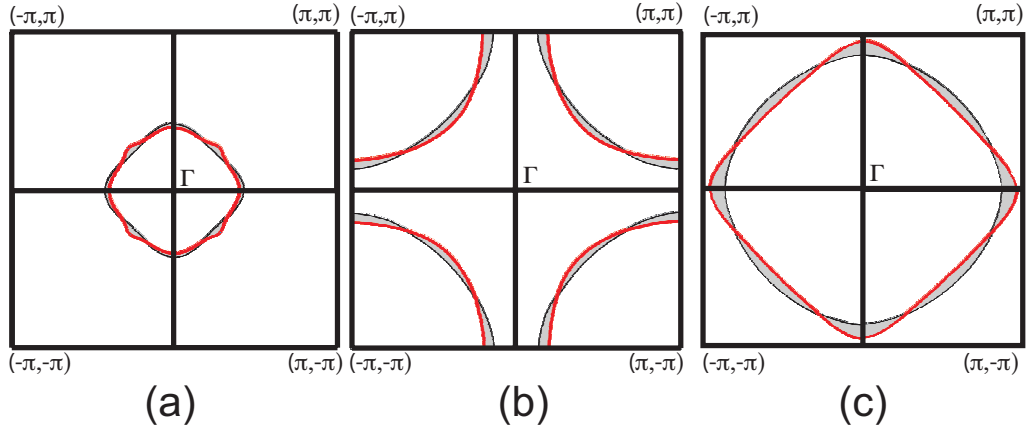 (-π,π) (π,π) (-π,π) (π,π) (-π,π) (π,π)
Γ Γ Γ
(-π,-π) (π,-π) (-π,-π) (π,-π) (-π,-π) (π,-π)
(a) (b) (c)